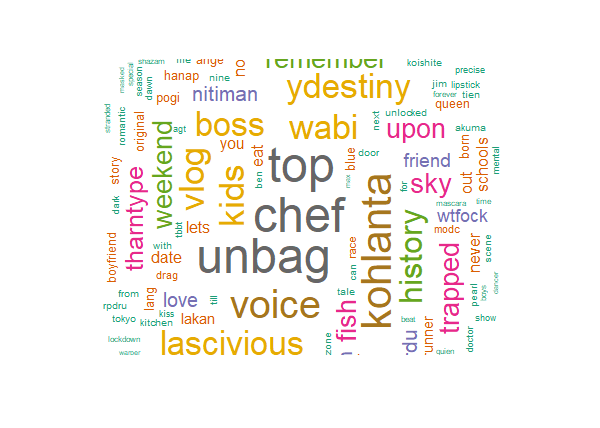 remember
shazam
me
ange
no
koishite
precise
masked
special
season
dawn
hanap
nine
ydestiny
jim
lipstick
pogi
nitiman
forever
tien
queen
stranded
romantic
original
agt
boss
wabi
next
unlocked
akuma
upon
you
vlog
weekend
kids
eat
ben
top
max
blue
door
friend
out
born
schools
mental
story
tharntype
sky
for
dark
tbkt
lets
chef
kohlanta
history
mascara
time
wtfock
modc
boyfriend
with
date
drag
unbag
can
race
trapped
never
scene
dancer
from
lang
love
till
voice
tale
fish
pearl
boys
rpdru
kiss
tokyo
kitchen
lakan
beat
show
lockdown
warper
lascivious
zone
rdu
runner
quien
doctor